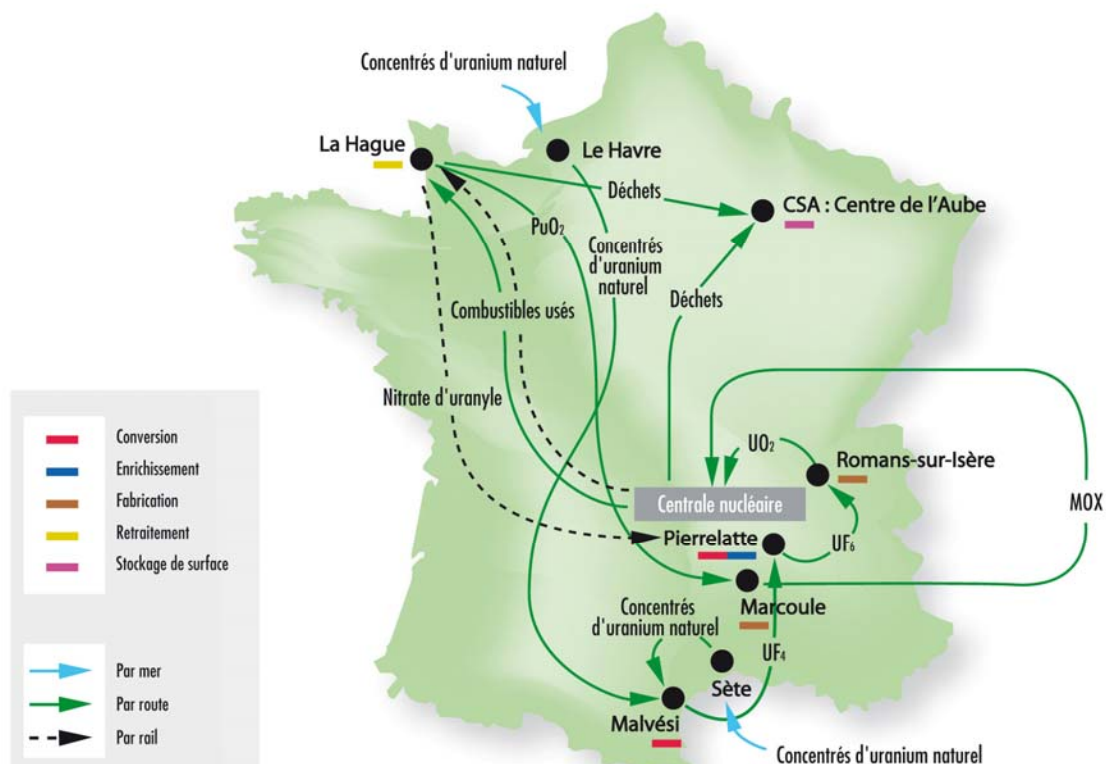 Concentrés d'uranium naturel
La Hague
Le Havre
Déchets
CSA : Centre de l'Aube
PuO2
Concentrés
d'uranium
naturel
Combustibles usés
Déchets
Nitrate d'uranyle
UO2
Romans-sur-Isère
Centrale nucléaire
MOX
Pierrelatte
UF6
Marcoule
Concentrés
d'uranium naturel
UF4
Sète
Malvési
Concentrés d'uranium naturel
Conversion
Enrichissement
Fabrication
Retraitement
Stockage de surface
Par mer
Par route
Par rail